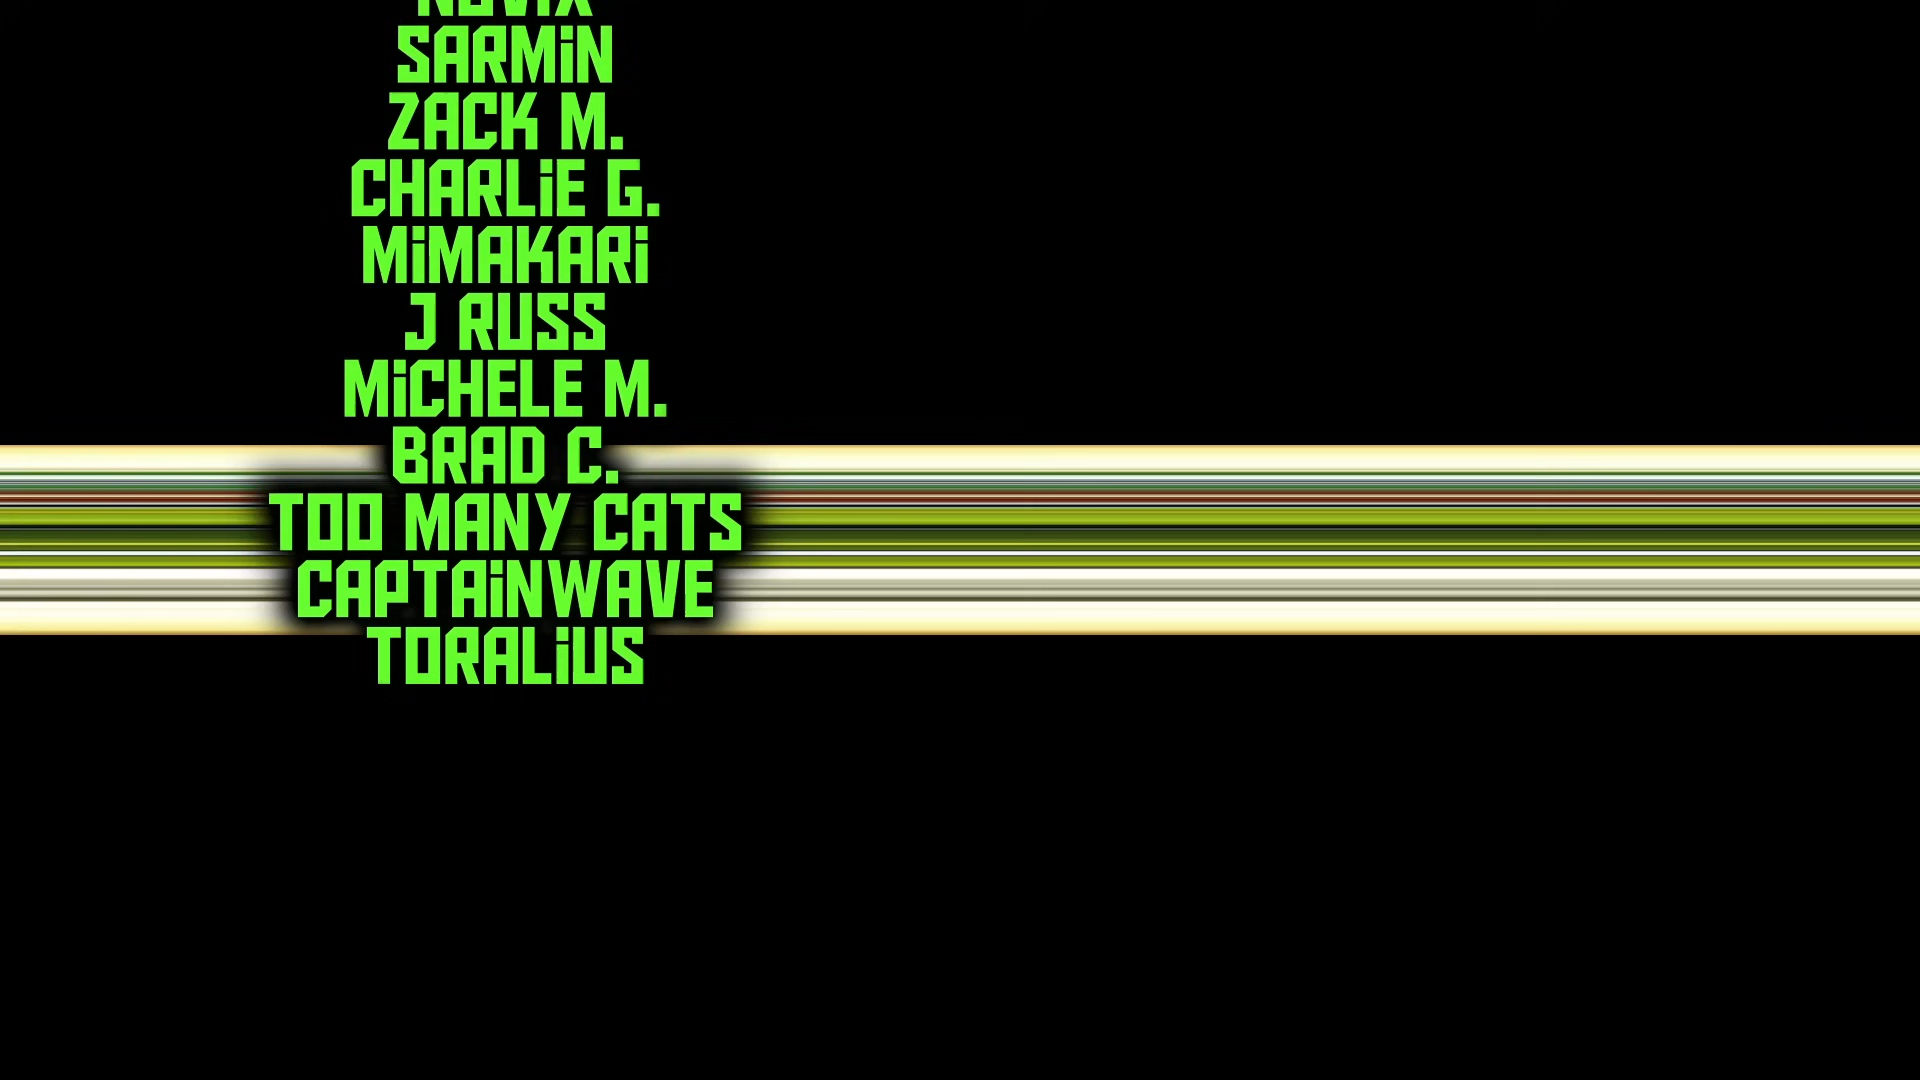 SARMiN
ZACK M.
CHARLiE G.
MiMAKARi
J RUSS
MiCHELE M.
BRAD C.
TOO MANY CATS
CAPTAiNWAVE
TORALiUS